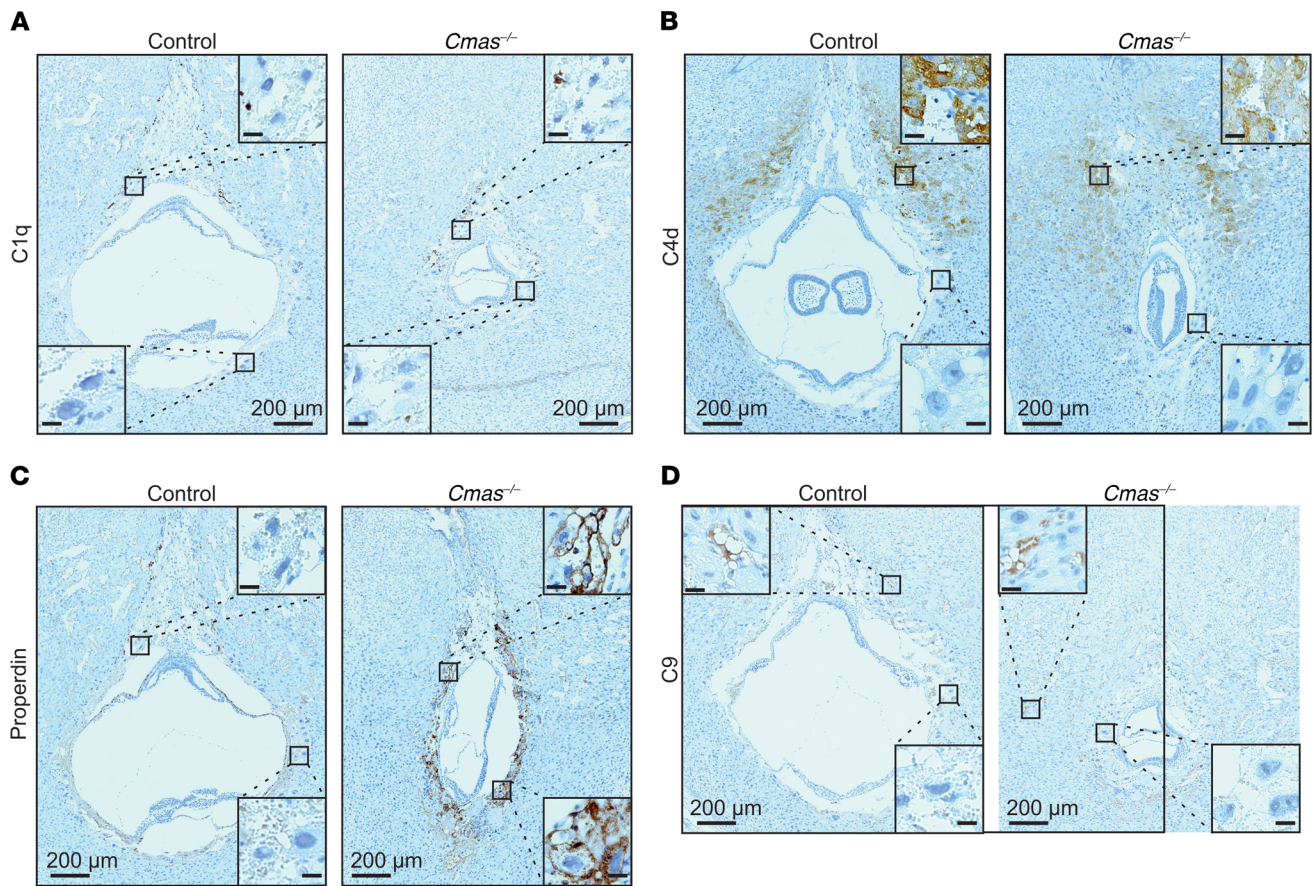 A
Control
Cmas–/–
C1q
200 µm
200 µm
B
Control
Cmas–/–
C4d
200 µm
200 µm
C
Control
Cmas–/–
Properdin
200 µm
200 µm
D
Control
Cmas–/–
C9
200 µm
200 µm